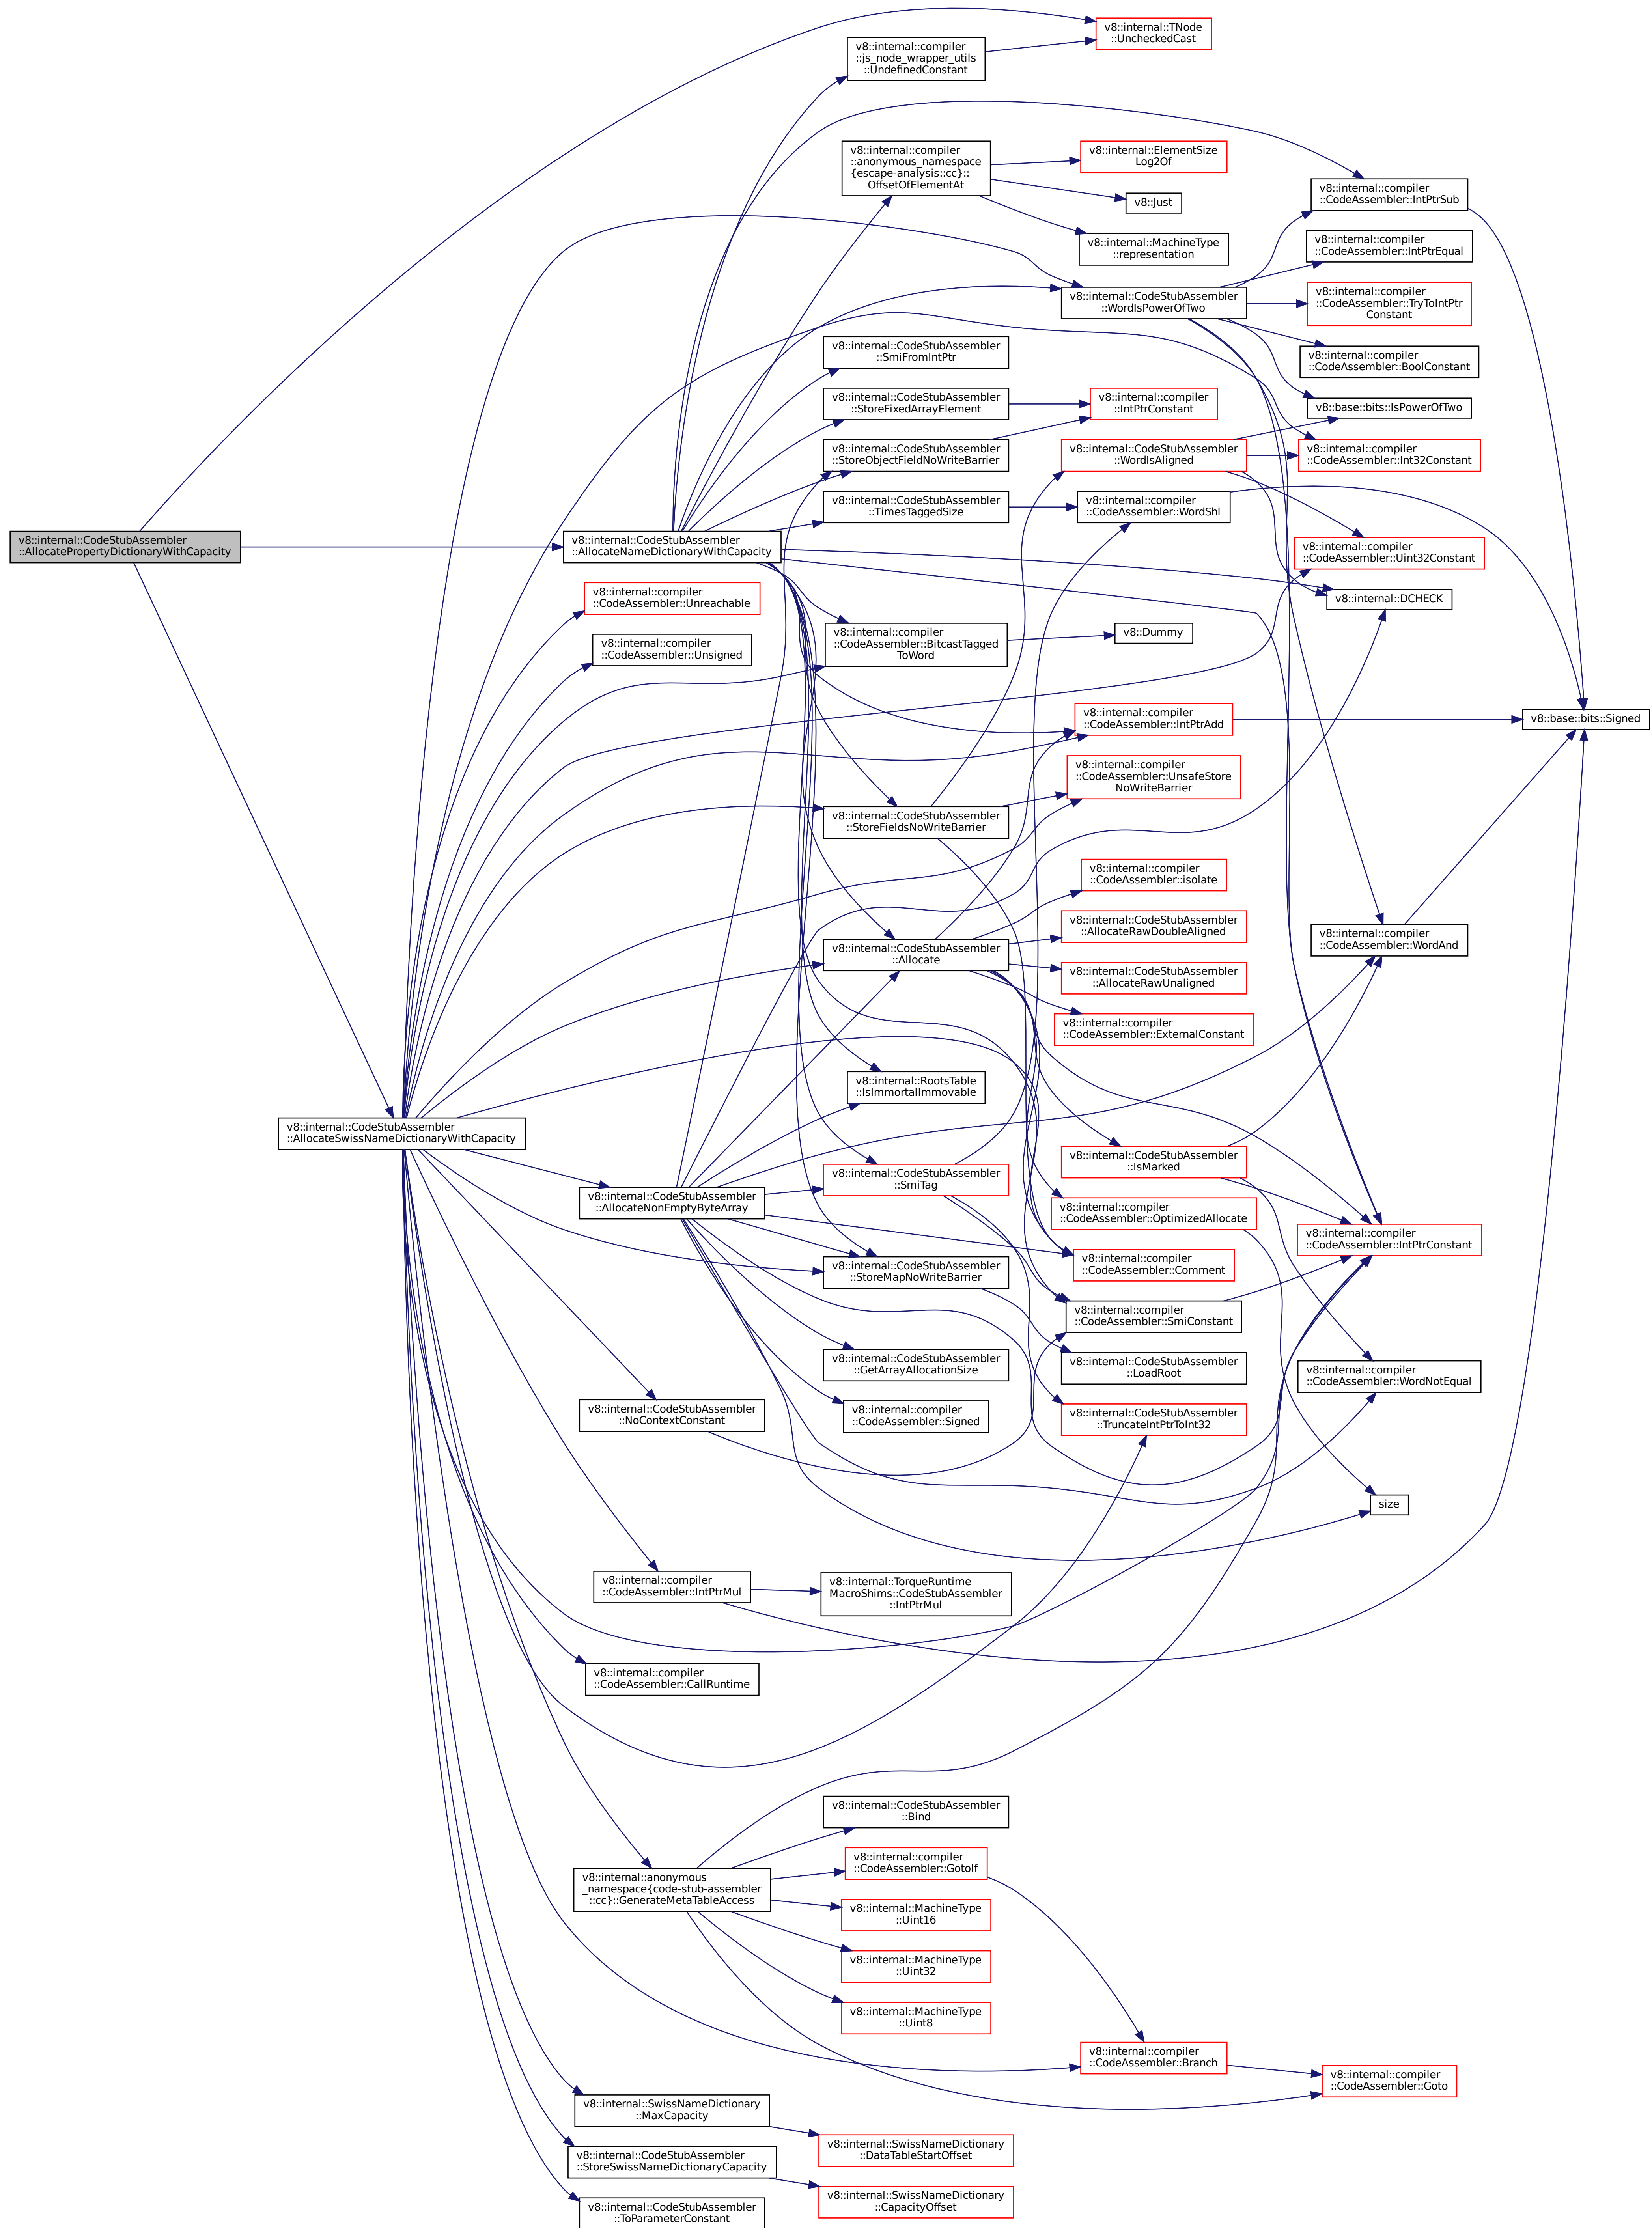 v8::internal::TNode
::UncheckedCast
v8::internal::compiler
::js_node_wrapper_utils
::UndefinedConstant
v8::internal::compiler
::anonymous_namespace
{escape-analysis::cc}::
OffsetOfElementAt
v8::internal::ElementSize
Log2Of
v8::Just
v8::internal::MachineType
::representation
v8::internal::compiler
::CodeAssembler::IntPtrSub
v8::internal::compiler
::CodeAssembler::IntPtrEqual
v8::internal::CodeStubAssembler
::WordIsPowerOfTwo
v8::internal::compiler
::CodeAssembler::TryToIntPtr
Constant
v8::internal::CodeStubAssembler
::SmiFromIntPtr
v8::internal::compiler
::CodeAssembler::BoolConstant
v8::internal::CodeStubAssembler
::StoreFixedArrayElement
v8::internal::compiler
::IntPtrConstant
v8::base::bits::IsPowerOfTwo
v8::internal::CodeStubAssembler
::StoreObjectFieldNoWriteBarrier
v8::internal::CodeStubAssembler
::WordIsAligned
v8::internal::compiler
::CodeAssembler::Int32Constant
v8::internal::CodeStubAssembler
::TimesTaggedSize
v8::internal::compiler
::CodeAssembler::WordShl
v8::internal::CodeStubAssembler
::AllocatePropertyDictionaryWithCapacity
v8::internal::CodeStubAssembler
::AllocateNameDictionaryWithCapacity
v8::internal::compiler
::CodeAssembler::Uint32Constant
v8::internal::compiler
::CodeAssembler::Unreachable
v8::internal::DCHECK
v8::internal::compiler
::CodeAssembler::Unsigned
v8::internal::compiler
::CodeAssembler::BitcastTagged
ToWord
v8::Dummy
v8::internal::compiler
::CodeAssembler::IntPtrAdd
v8::base::bits::Signed
v8::internal::compiler
::CodeAssembler::UnsafeStore
NoWriteBarrier
v8::internal::CodeStubAssembler
::StoreFieldsNoWriteBarrier
v8::internal::compiler
::CodeAssembler::isolate
v8::internal::CodeStubAssembler
::AllocateRawDoubleAligned
v8::internal::compiler
::CodeAssembler::WordAnd
v8::internal::CodeStubAssembler
::Allocate
v8::internal::CodeStubAssembler
::AllocateRawUnaligned
v8::internal::compiler
::CodeAssembler::ExternalConstant
v8::internal::RootsTable
::IsImmortalImmovable
v8::internal::CodeStubAssembler
::AllocateSwissNameDictionaryWithCapacity
v8::internal::CodeStubAssembler
::IsMarked
v8::internal::CodeStubAssembler
::SmiTag
v8::internal::CodeStubAssembler
::AllocateNonEmptyByteArray
v8::internal::compiler
::CodeAssembler::OptimizedAllocate
v8::internal::compiler
::CodeAssembler::IntPtrConstant
v8::internal::CodeStubAssembler
::StoreMapNoWriteBarrier
v8::internal::compiler
::CodeAssembler::Comment
v8::internal::compiler
::CodeAssembler::SmiConstant
v8::internal::CodeStubAssembler
::GetArrayAllocationSize
v8::internal::CodeStubAssembler
::LoadRoot
v8::internal::compiler
::CodeAssembler::WordNotEqual
v8::internal::CodeStubAssembler
::NoContextConstant
v8::internal::compiler
::CodeAssembler::Signed
v8::internal::CodeStubAssembler
::TruncateIntPtrToInt32
size
v8::internal::compiler
::CodeAssembler::IntPtrMul
v8::internal::TorqueRuntime
MacroShims::CodeStubAssembler
::IntPtrMul
v8::internal::compiler
::CodeAssembler::CallRuntime
v8::internal::CodeStubAssembler
::Bind
v8::internal::compiler
::CodeAssembler::GotoIf
v8::internal::anonymous
_namespace{code-stub-assembler
::cc}::GenerateMetaTableAccess
v8::internal::MachineType
::Uint16
v8::internal::MachineType
::Uint32
v8::internal::MachineType
::Uint8
v8::internal::compiler
::CodeAssembler::Branch
v8::internal::compiler
::CodeAssembler::Goto
v8::internal::SwissNameDictionary
::MaxCapacity
v8::internal::SwissNameDictionary
::DataTableStartOffset
v8::internal::CodeStubAssembler
::StoreSwissNameDictionaryCapacity
v8::internal::SwissNameDictionary
::CapacityOffset
v8::internal::CodeStubAssembler
::ToParameterConstant